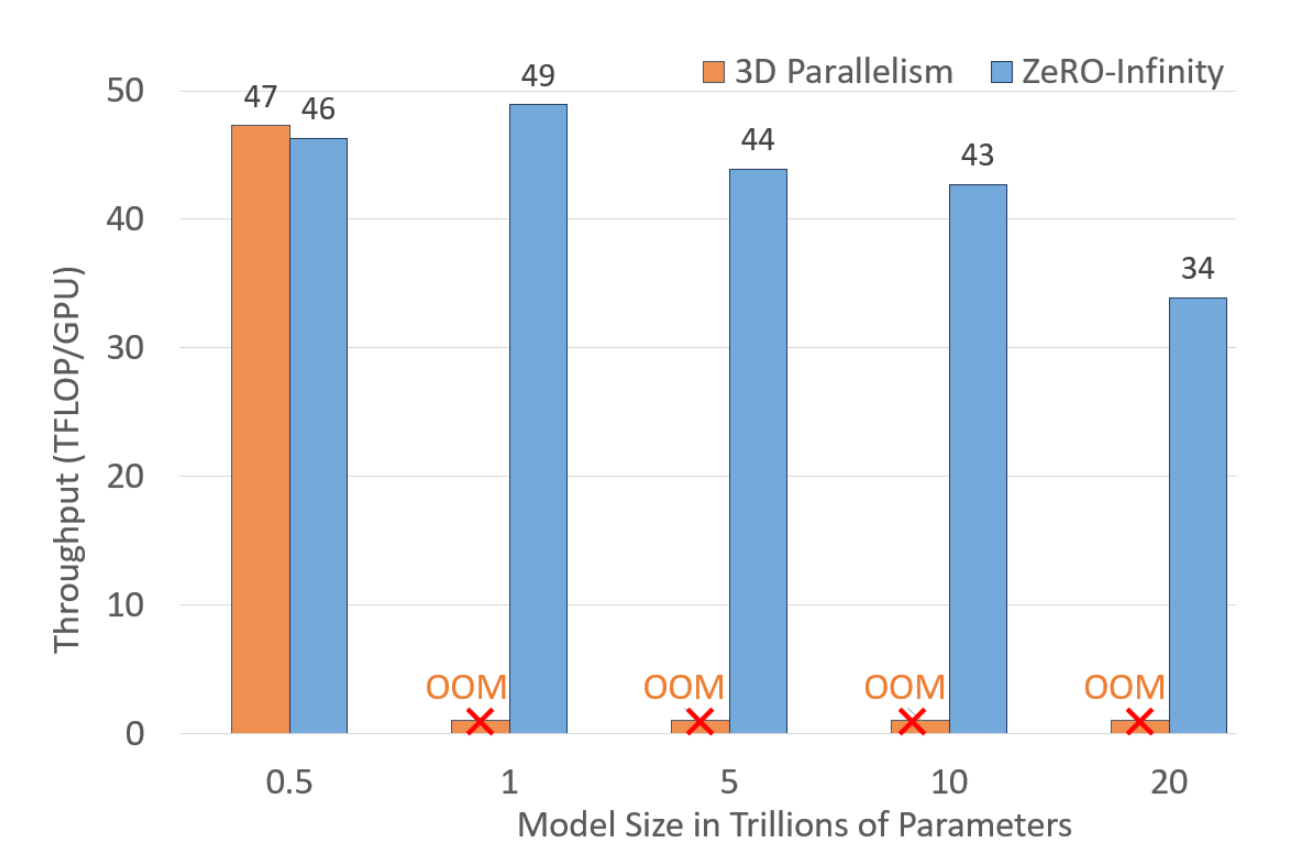 3D Parallelism ZeRO-Infinity
50
40
30
20
10
0
Throughput (TFLOP/GPU)
47 46
49
44
43
34
OOM OOM OOM OOM
0.5 1 5 10 20
Model Size in Trillions of Parameters